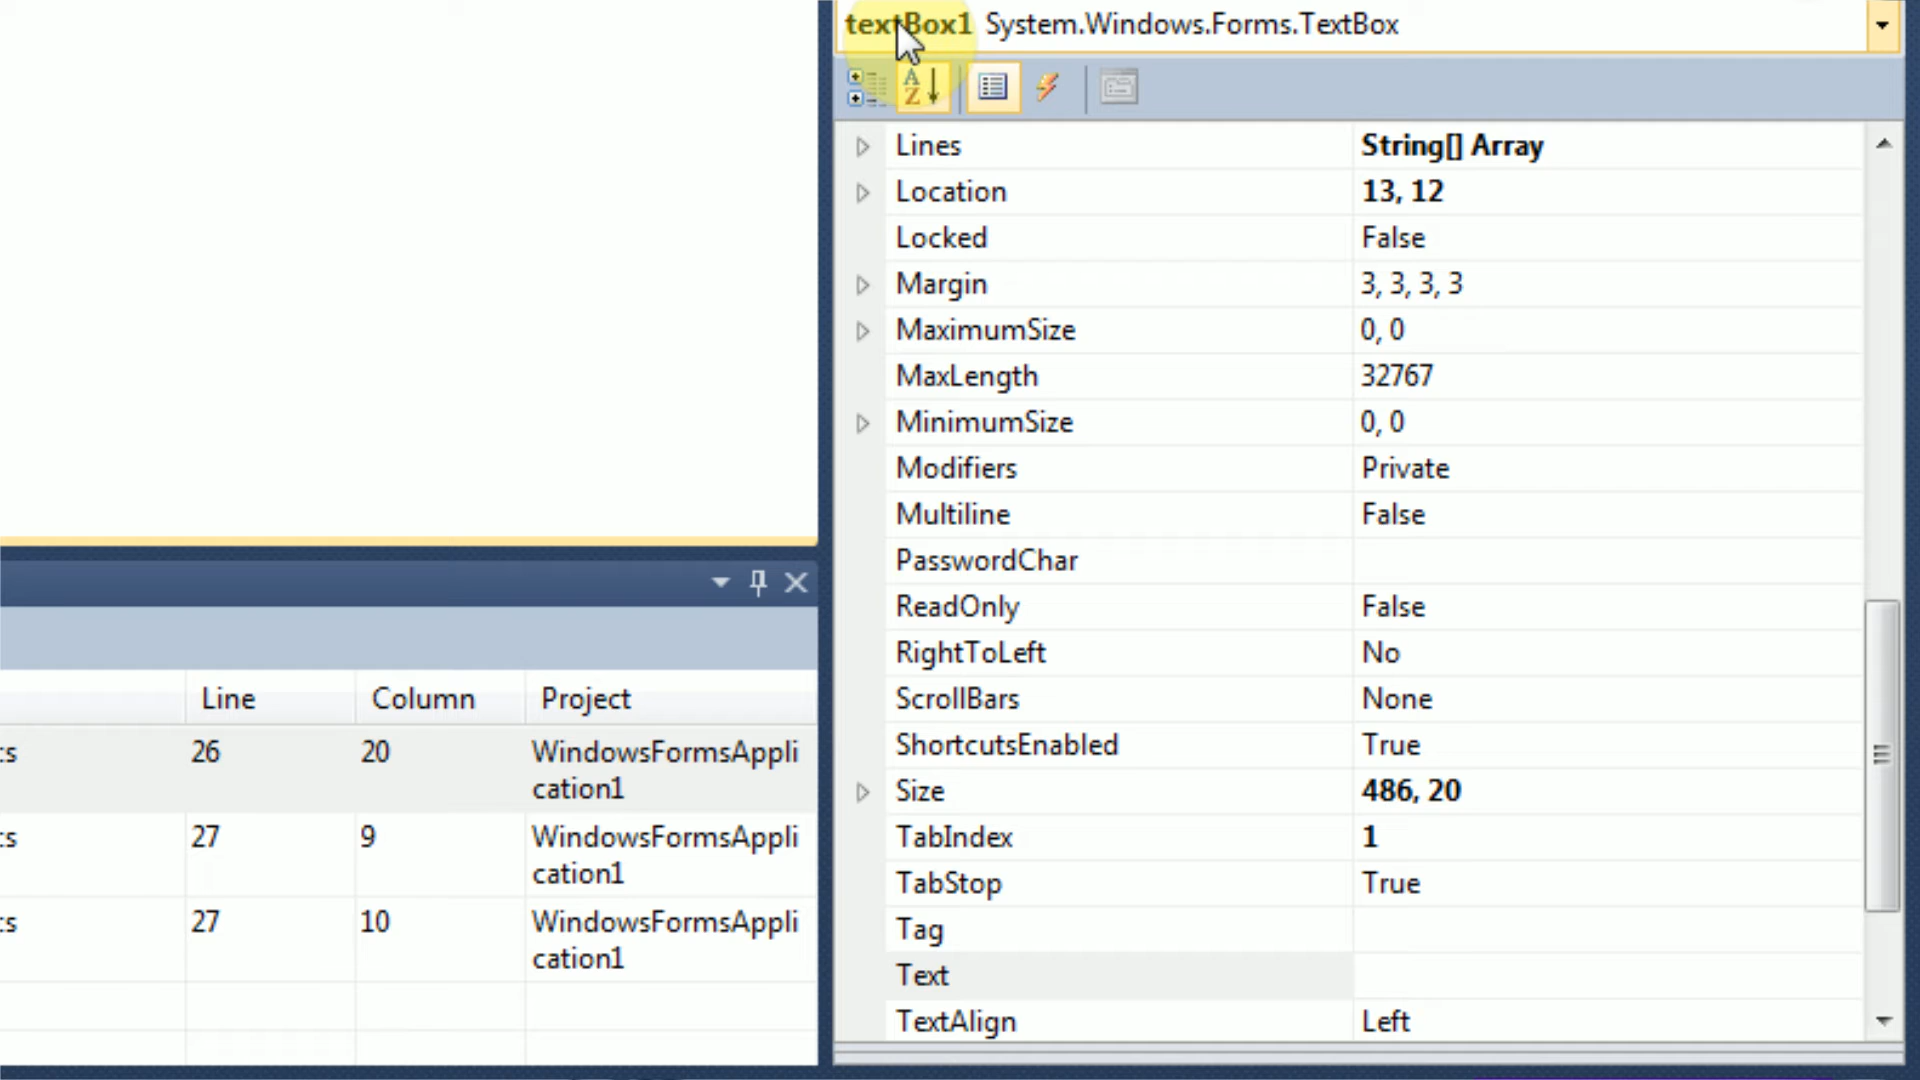 textBox1 System.Windows.Forms.TextBox
Lines String[] Array
Location 13, 12
Locked False
Margin 3, 3, 3, 3
MaximumSize 0, 0
MaxLength 32767
MinimumSize 0, 0
Modifiers Private
Multiline False
PasswordChar
ReadOnly False
RightToLeft No
ScrollBars None
ShortcutsEnabled True
Size 486, 20
TabIndex 1
TabStop True
Tag
Text
TextAlign Left
Line Column Project
cs 26 20 WindowsFormsAppli
cation1
cs 27 9 WindowsFormsAppli
cation1
cs 27 10 WindowsFormsAppli
cation1